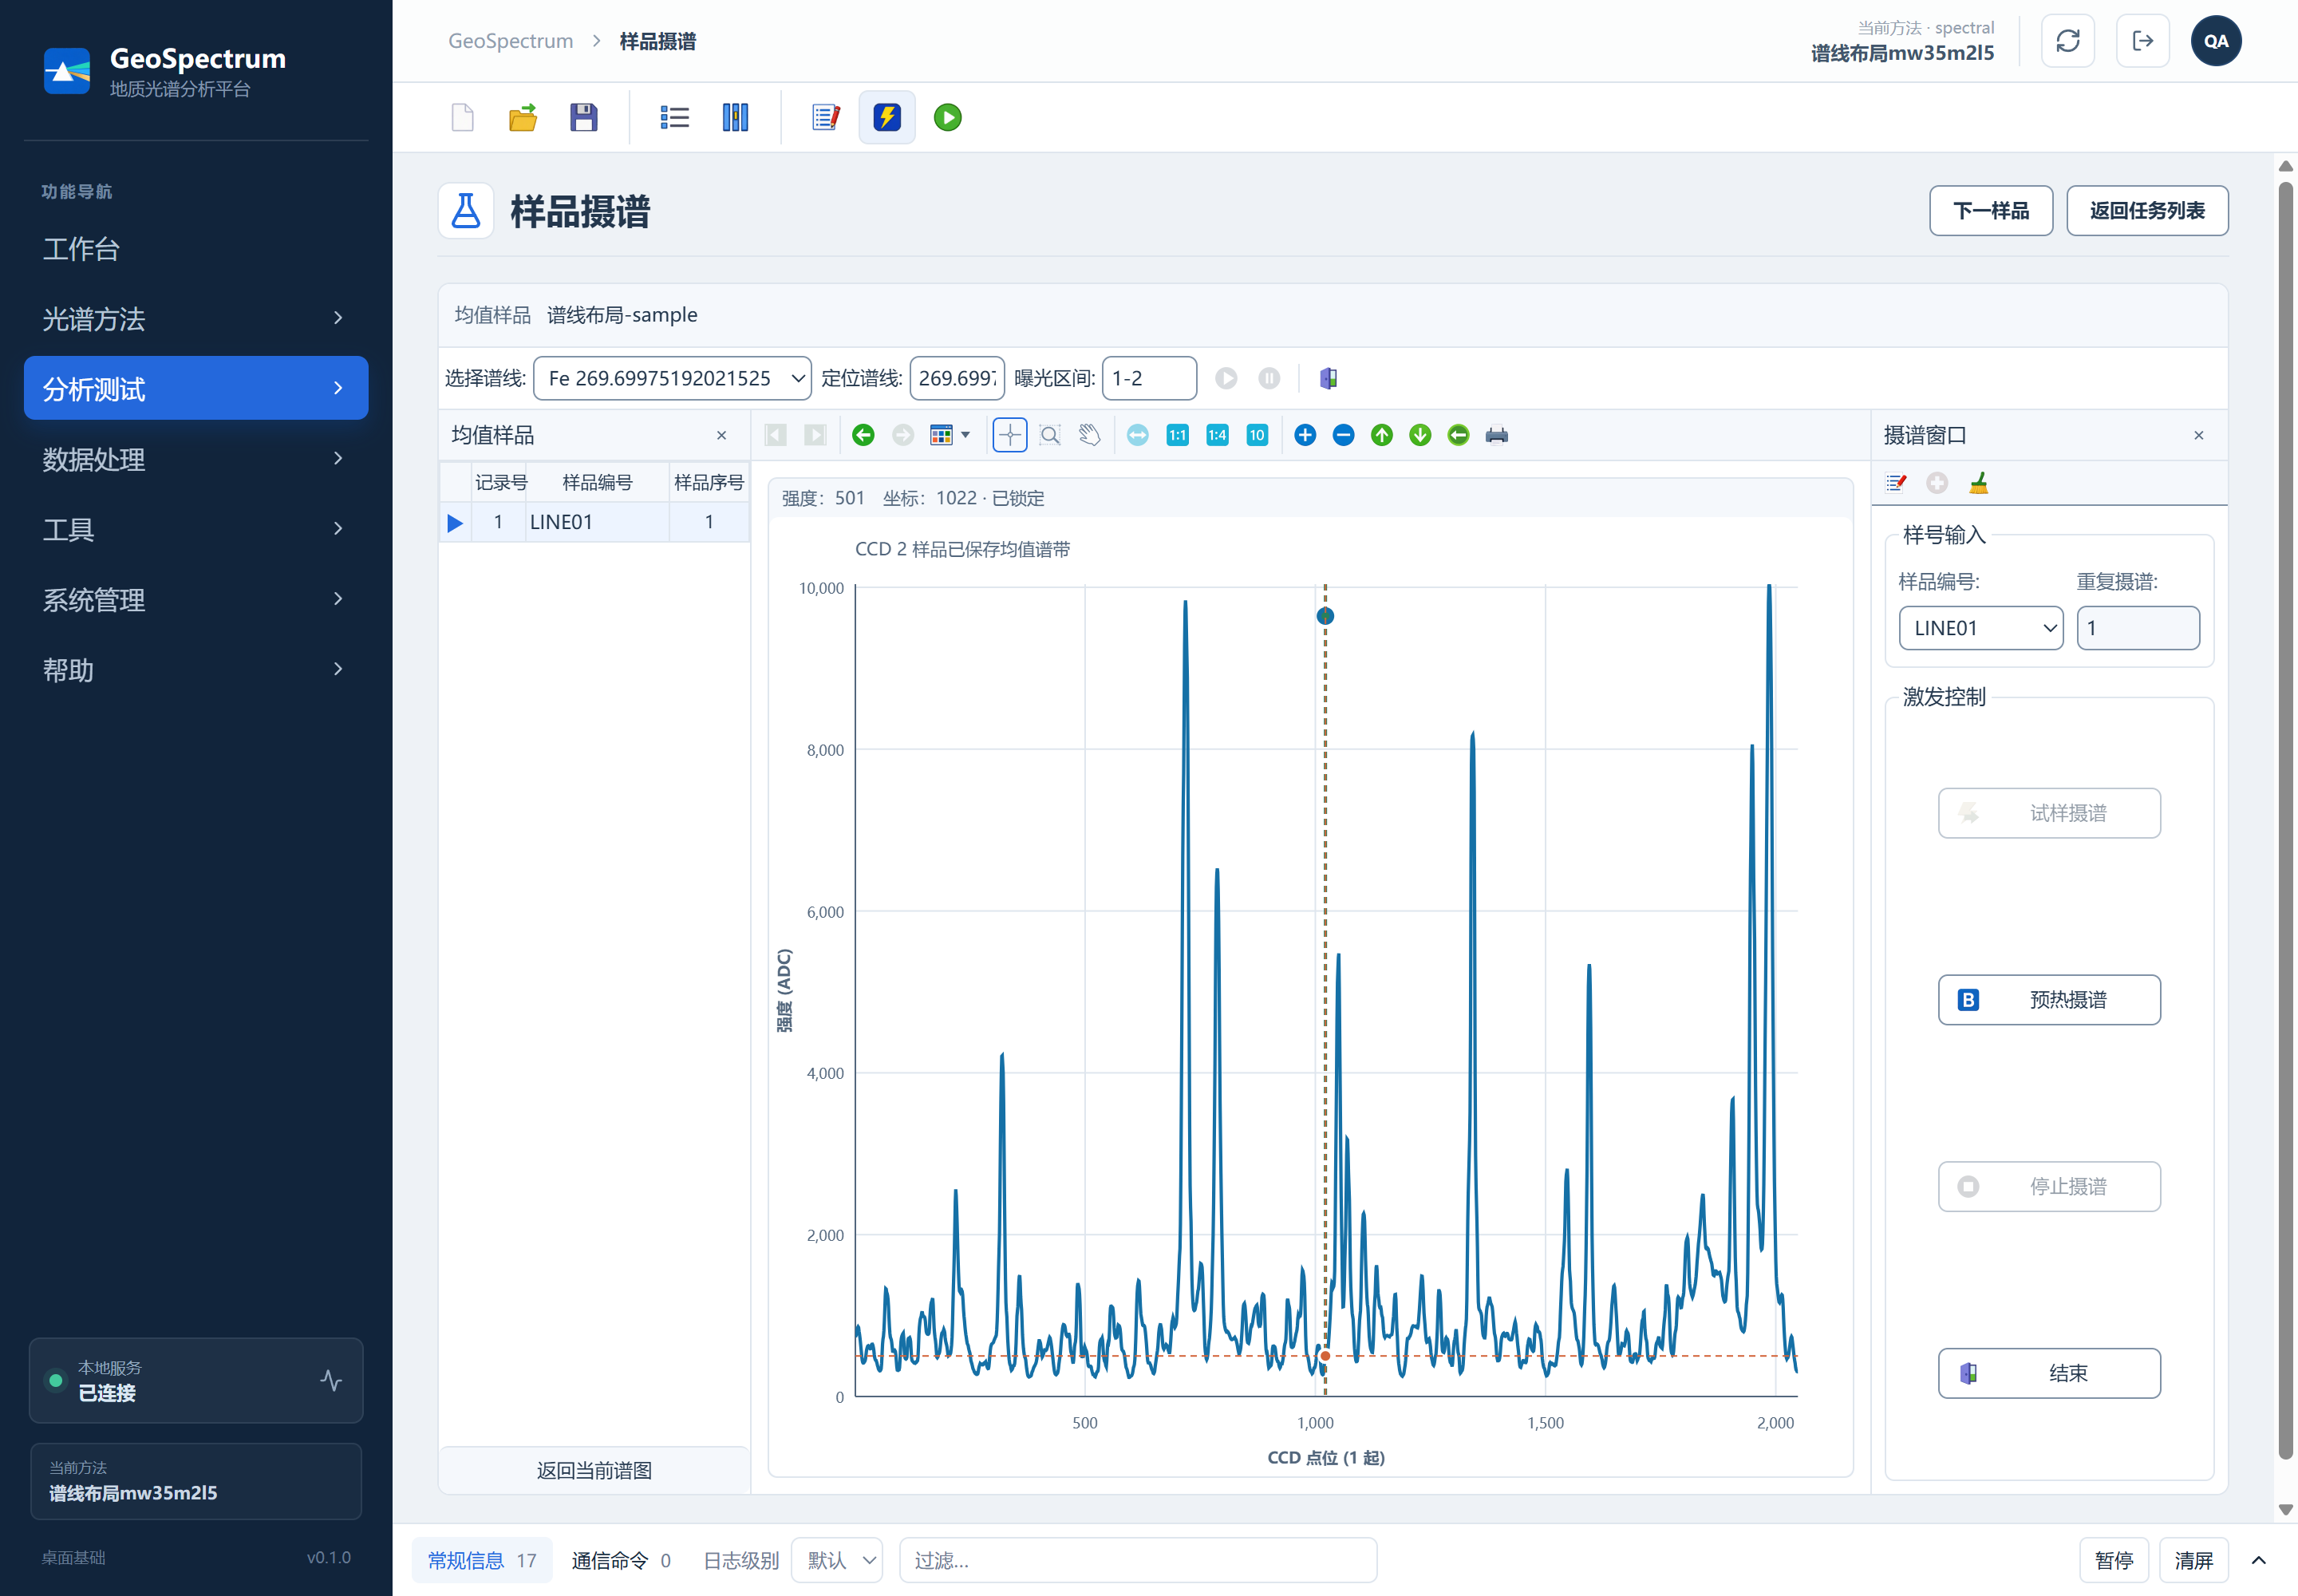 GeoSpectrum
地质光谱分析平台
功能导航
工作台
光谱方法
分析测试
数据处理
工具
系统管理
帮助
本地服务
已连接
当前方法
谱线布局mw35m2l5
桌面基础 v0.1.0
GeoSpectrum 样品摄谱
当前方法 · spectral
谱线布局mw35m2l5
QA
样品摄谱
下一样品 返回任务列表
均值样品 谱线布局-sample
选择谱线: Fe 269.69975192021525 定位谱线: 269.6997 曝光区间: 1-2
均值样品 ×
1:1 1:4 10
记录号 样品编号 样品序号
1 LINE01 1
返回当前谱图
强度: 501 坐标: 1022 · 已锁定
CCD 2 样品已保存均值谱带
10,000
8,000
6,000
4,000
2,000
0
强度 (ADC)
500 1,000 1,500 2,000
CCD 点位 (1 起)
摄谱窗口 ×
样号输入
样品编号: 重复摄谱:
LINE01 1
激发控制
试样摄谱
B 预热摄谱
停止摄谱
结束
常规信息 17 通信命令 0 日志级别 默认 过滤... 暂停 清屏